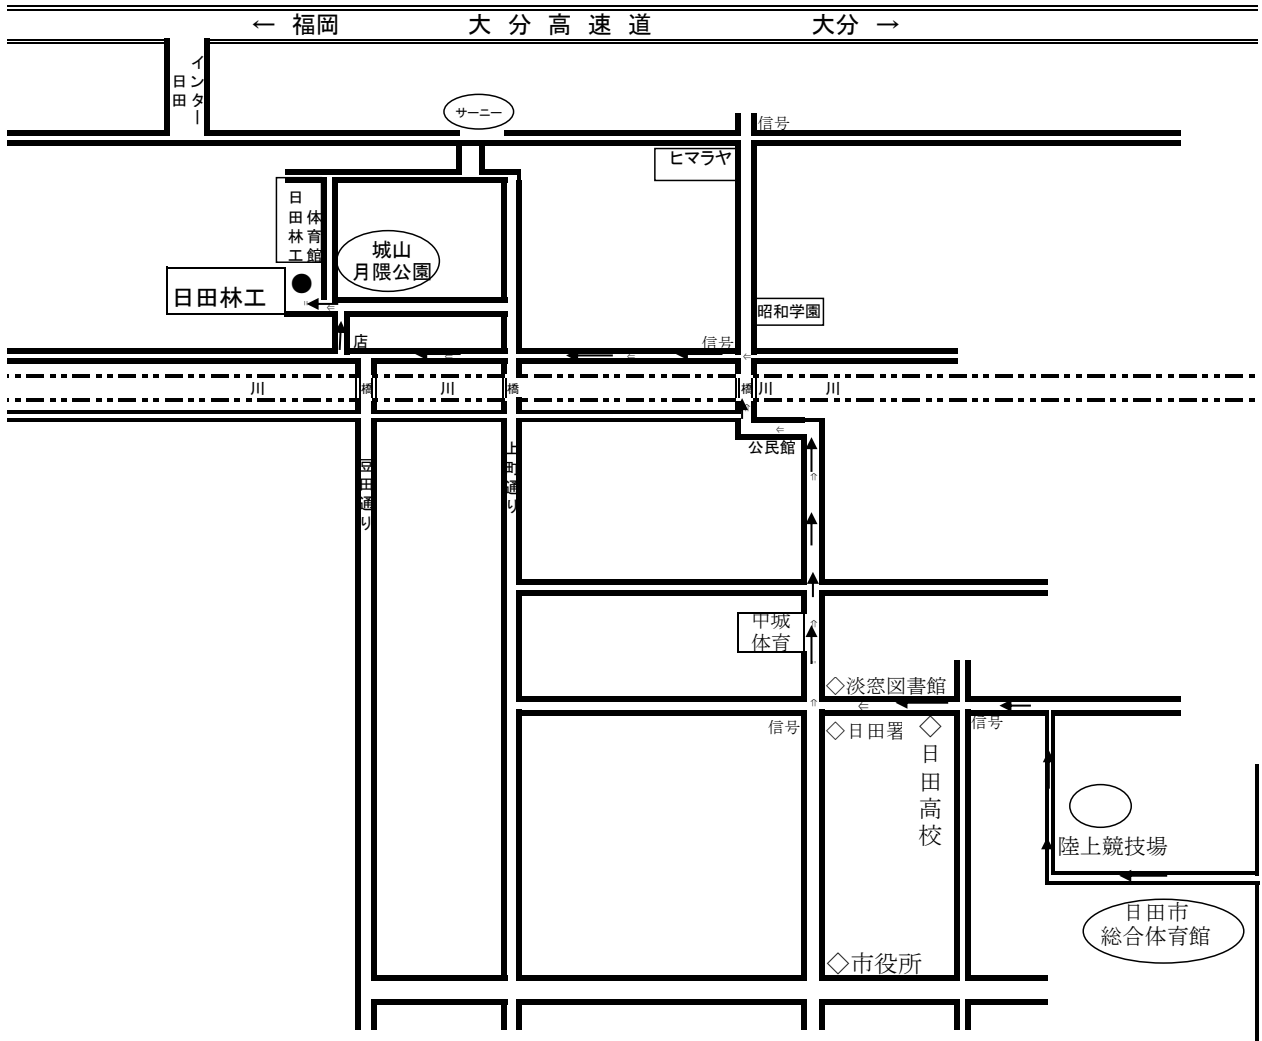 ← 福岡 大分高速道 大分 →
日田
インター
サーニー
信号
ヒマラヤ
日田林工
体育館
城山
月隈公園
日田林工
昭和学園
店
信号
川
橋
川
橋
橋
川
川
公民館
豆田通り
上町通り
中城
体育
◇淡窓図書館
信号
◇日田署
◇日田高校
信号
陸上競技場
日田市
総合体育館
◇市役所